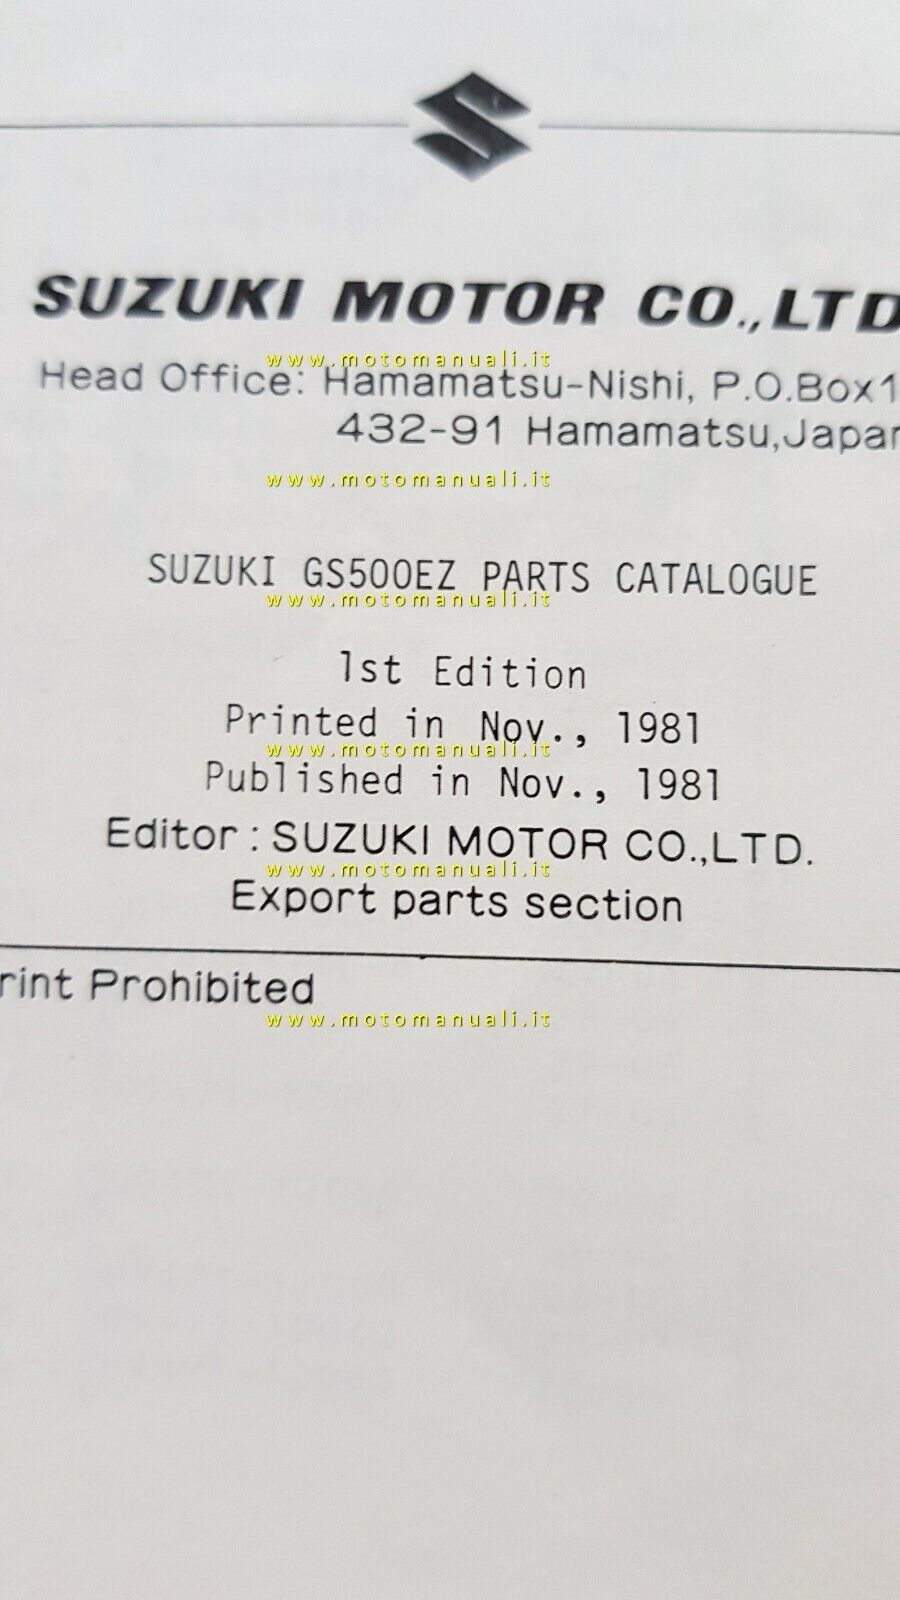 SUZUKI MOTOR CO.,LTD
www.motomanuali.it
Head Office: Hamamatsu-Nishi, P.O.Box1
432-91 Hamamatsu,Japan
www.motomanuali.it
SUZUKI GS500EZ PARTS CATALOGUE
www.motomanuali.it
1st Edition
Printed in Nov., 1981
www.motomanuali.it
Published in Nov., 1981
Editor : SUZUKI MOTOR CO.,LTD.
www.motomanuali.it
Export parts section
rint Prohibited
www.motomanuali.it